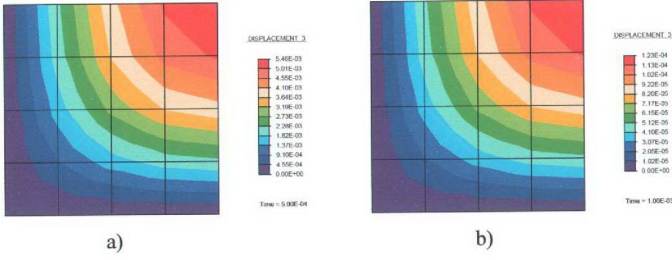 DISPLACEMENT 3
5.46E-03
5.01E-03
4.55E-03
4.10E-03
3.64E-03
3.19E-03
2.73E-03
2.28E-03
1.82E-03
1.37E-03
9.10E-04
4.55E-04
0.00E+00
Time = 5.00E-04
a)
DISPLACEMENT 3
1.23E-04
1.13E-04
1.02E-04
9.22E-05
8.20E-05
7.17E-05
6.15E-05
5.12E-05
4.10E-05
3.07E-05
2.05E-05
1.02E-05
0.00E+00
Time = 1.00E-03
b)